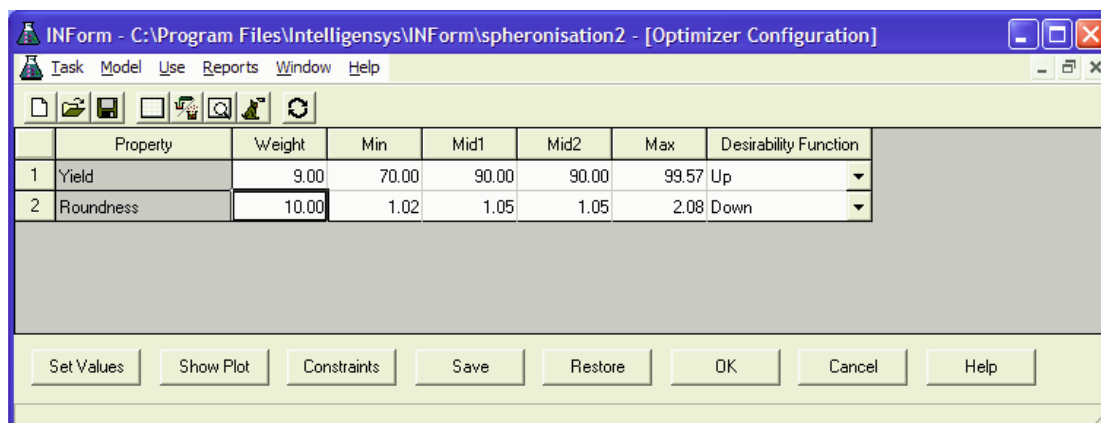 INForm - C:\Program Files\Intelligensys\INForm\spheronisation2 - [Optimizer Configuration]
Task Model Use Reports Window Help
Property Weight Min Mid1 Mid2 Max Desirability Function
1 Yield 9.00 70.00 90.00 90.00 99.57 Up
2 Roundness 10.00 1.02 1.05 1.05 2.08 Down
Set Values Show Plot Constraints Save Restore OK Cancel Help